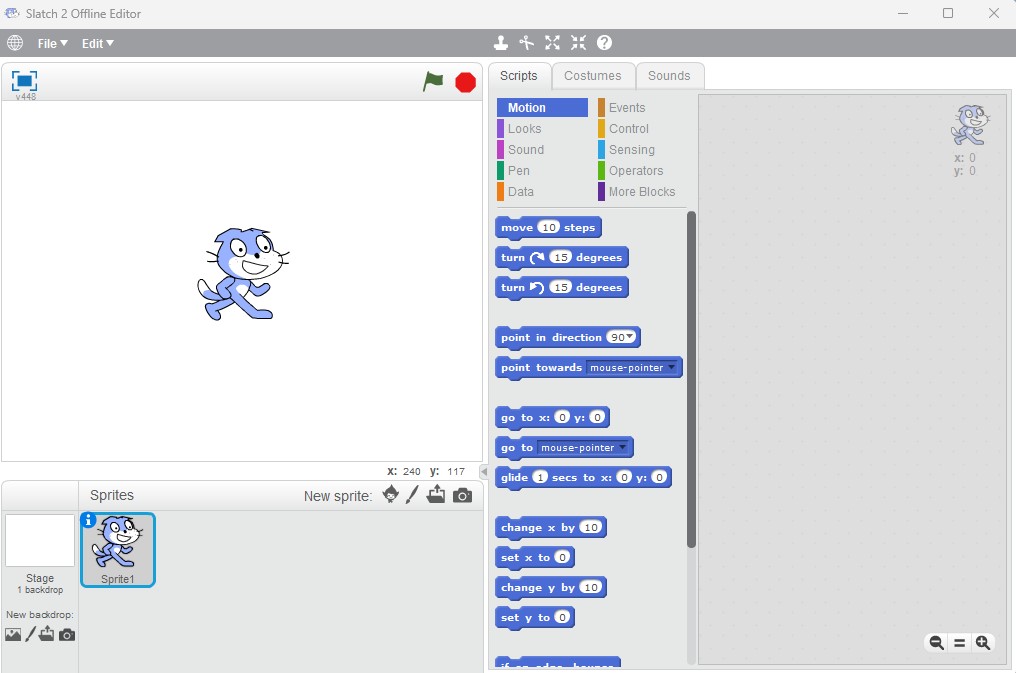 Slatch 2 Offline Editor
File Edit
v448
Scripts Costumes Sounds
Motion Events
Looks Control
Sound Sensing
Pen Operators
Data More Blocks
x: 0
y: 0
move 10 steps
turn 15 degrees
turn 15 degrees
point in direction 90
point towards mouse-pointer
go to x: 0 y: 0
go to mouse-pointer
glide 1 secs to x: 0 y: 0
change x by 10
set x to 0
change y by 10
set y to 0
if on edge, bounce
x: 240 y: 117
Sprites New sprite:
Stage
1 backdrop
Sprite1
New backdrop: